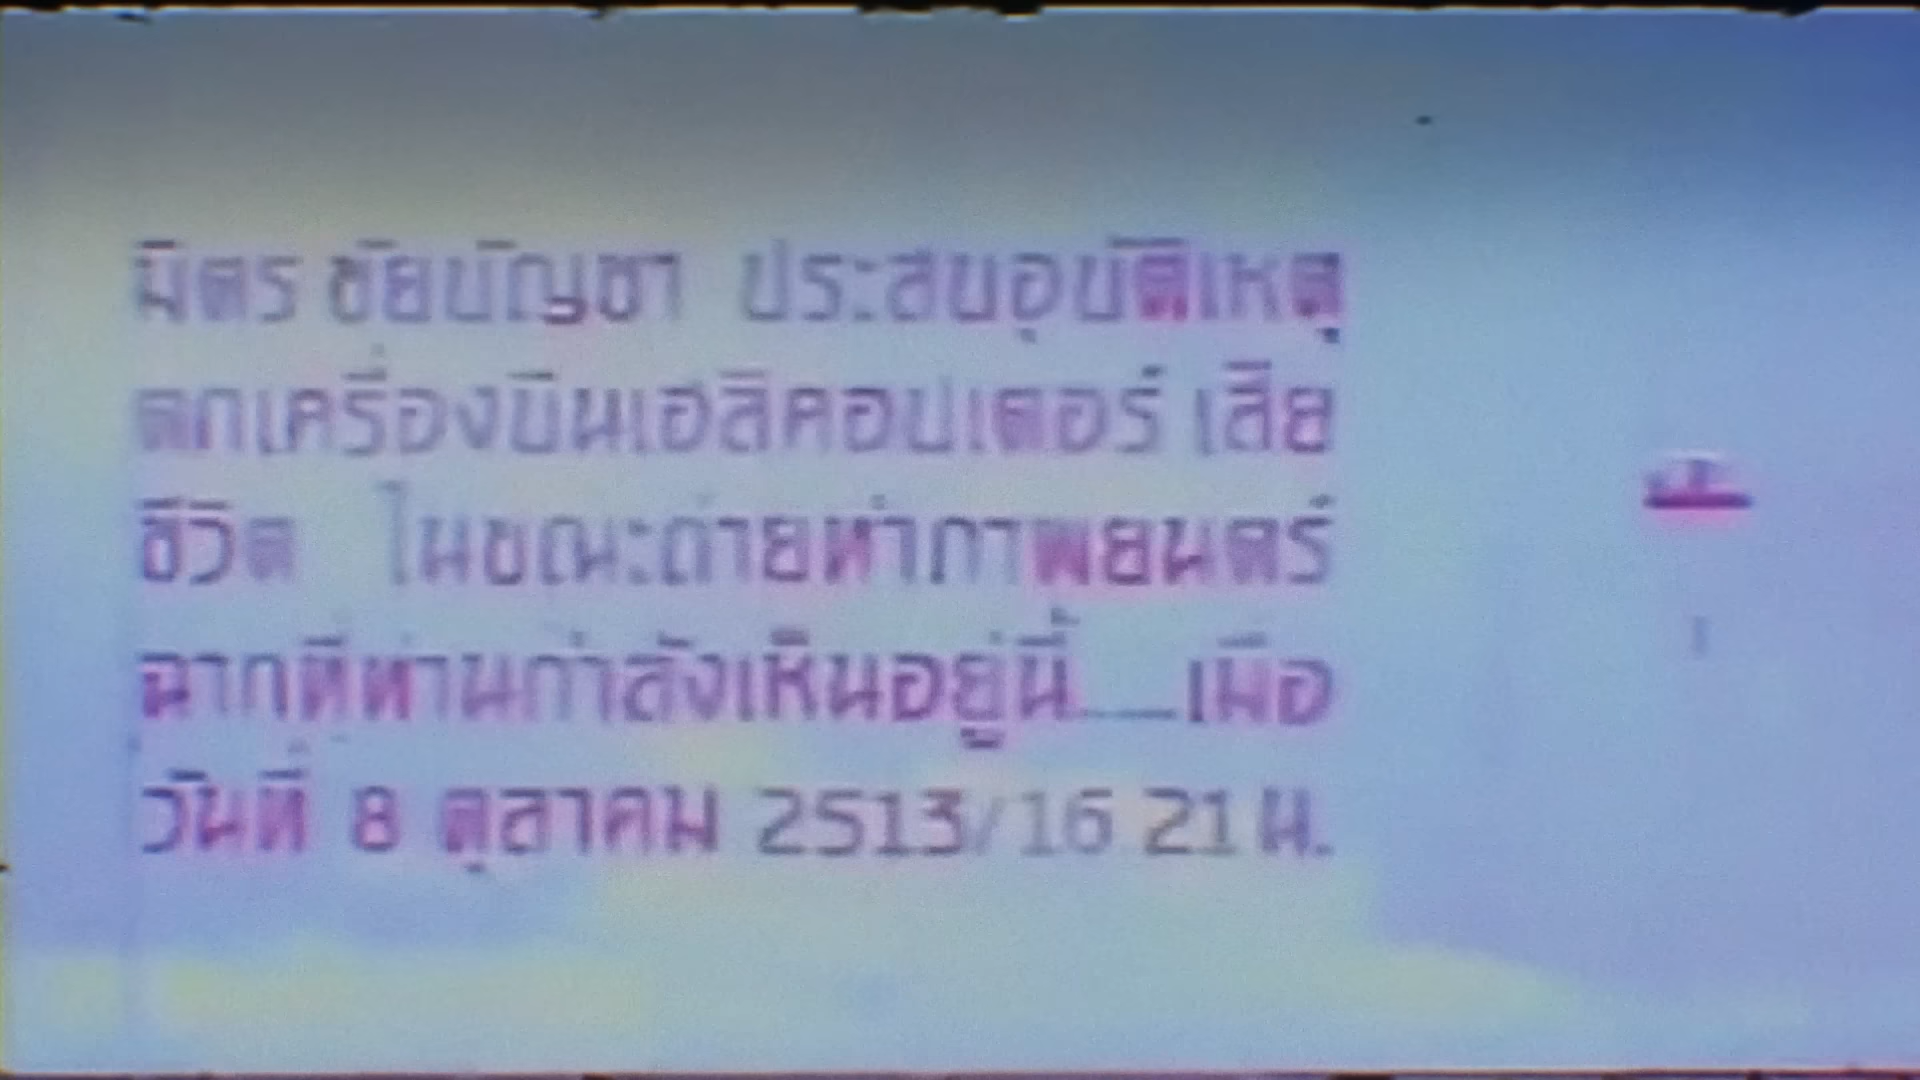 มิตร ชัยบัญชา ประสบอุบัติเหตุ
ตกเครื่องบินเฮลิคอปเตอร์ เสีย
ชีวิต ในขณะถ่ายทำภาพยนตร์
ฉากที่ท่านกำลังเห็นอยู่นี้__เมื่อ
วันที่ 8 ตุลาคม 2513/16 21 น.